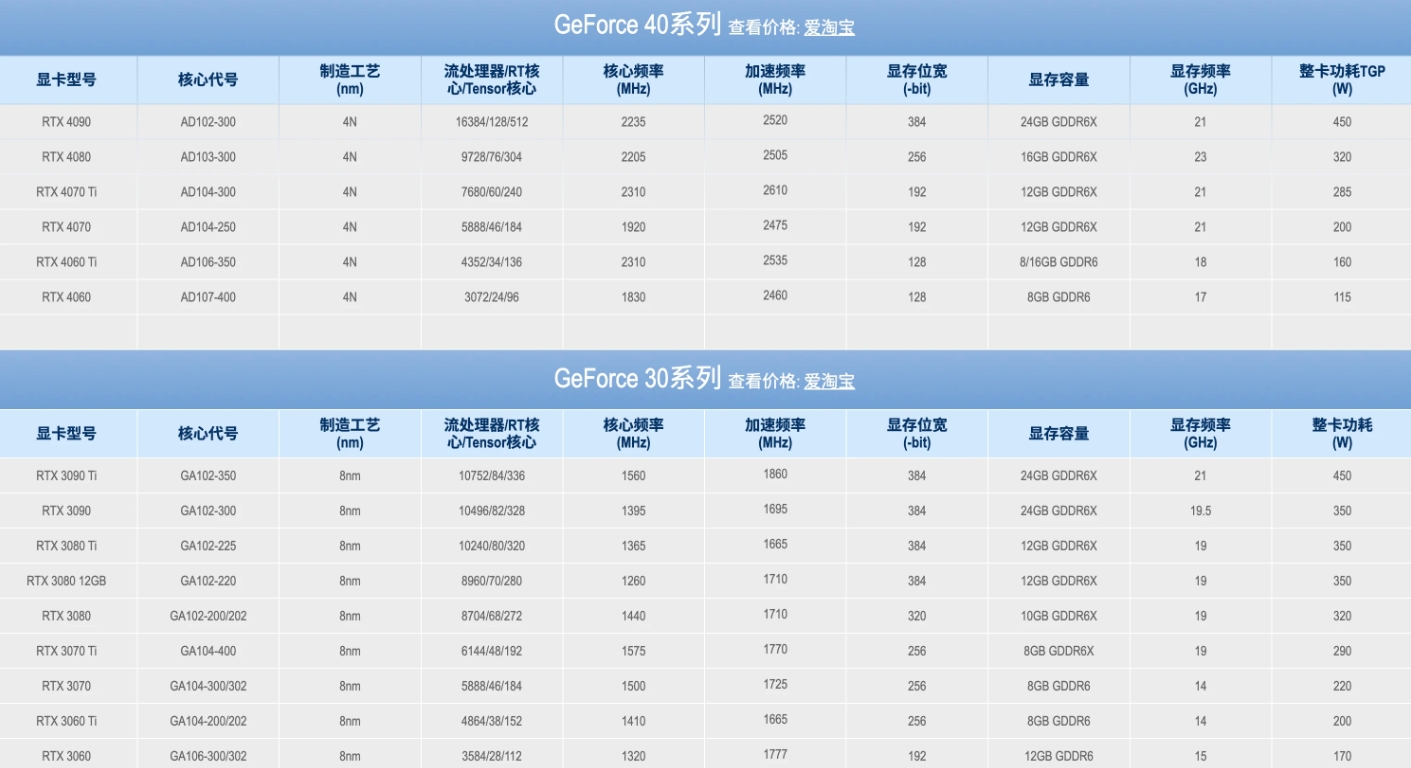 GeForce 40系列 查看价格: 爱淘宝
显卡型号 核心代号 制造工艺 (nm) 流处理器/RT核心/Tensor核心 核心频率 (MHz) 加速频率 (MHz) 显存位宽 (-bit) 显存容量 显存频率 (GHz) 整卡功耗TGP (W)
RTX 4090 AD102-300 4N 16384/128/512 2235 2520 384 24GB GDDR6X 21 450
RTX 4080 AD103-300 4N 9728/76/304 2205 2505 256 16GB GDDR6X 23 320
RTX 4070 Ti AD104-300 4N 7680/60/240 2310 2610 192 12GB GDDR6X 21 285
RTX 4070 AD104-250 4N 5888/46/184 1920 2475 192 12GB GDDR6X 21 200
RTX 4060 Ti AD106-350 4N 4352/34/136 2310 2535 128 8/16GB GDDR6 18 160
RTX 4060 AD107-400 4N 3072/24/96 1830 2460 128 8GB GDDR6 17 115
GeForce 30系列 查看价格: 爱淘宝
显卡型号 核心代号 制造工艺 (nm) 流处理器/RT核心/Tensor核心 核心频率 (MHz) 加速频率 (MHz) 显存位宽 (-bit) 显存容量 显存频率 (GHz) 整卡功耗 (W)
RTX 3090 Ti GA102-350 8nm 10752/84/336 1560 1860 384 24GB GDDR6X 21 450
RTX 3090 GA102-300 8nm 10496/82/328 1395 1695 384 24GB GDDR6X 19.5 350
RTX 3080 Ti GA102-225 8nm 10240/80/320 1365 1665 384 12GB GDDR6X 19 350
RTX 3080 12GB GA102-220 8nm 8960/70/280 1260 1710 384 12GB GDDR6X 19 350
RTX 3080 GA102-200/202 8nm 8704/68/272 1440 1710 320 10GB GDDR6X 19 320
RTX 3070 Ti GA104-400 8nm 6144/48/192 1575 1770 256 8GB GDDR6X 19 290
RTX 3070 GA104-300/302 8nm 5888/46/184 1500 1725 256 8GB GDDR6 14 220
RTX 3060 Ti GA104-200/202 8nm 4864/38/152 1410 1665 256 8GB GDDR6 14 200
RTX 3060 GA106-300/302 8nm 3584/28/112 1320 1777 192 12GB GDDR6 15 170